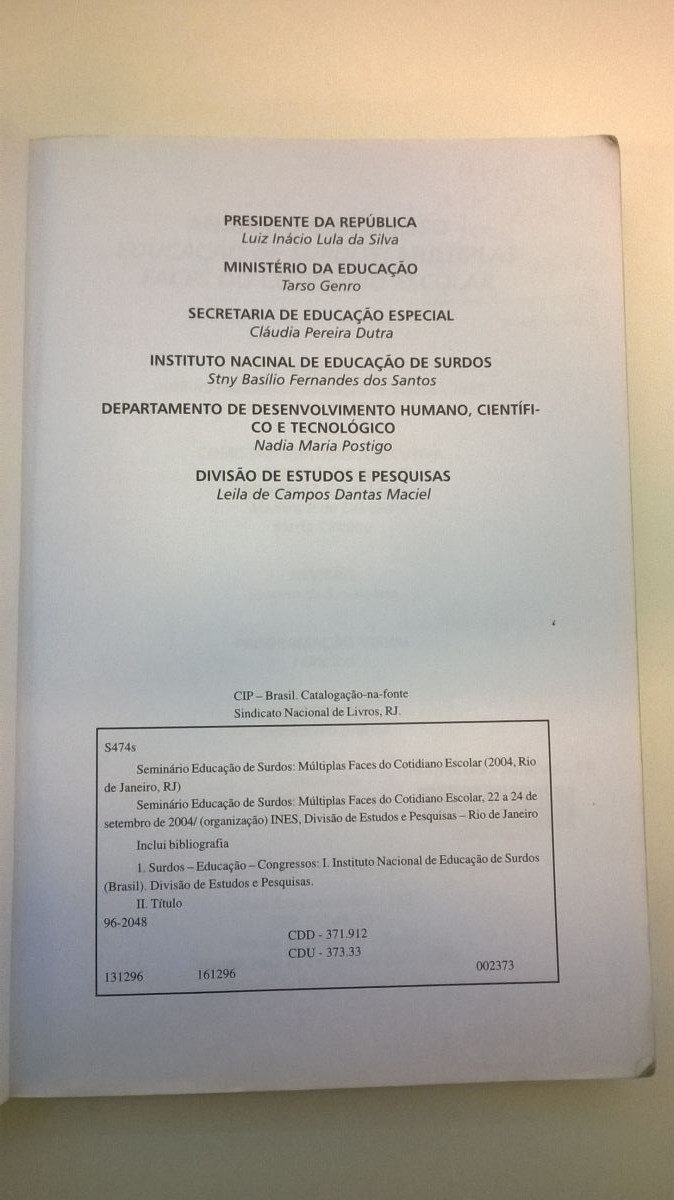 PRESIDENTE DA REPÚBLICA
Luiz Inácio Lula da Silva
MINISTÉRIO DA EDUCAÇÃO
Tarso Genro
SECRETARIA DE EDUCAÇÃO ESPECIAL
Cláudia Pereira Dutra
INSTITUTO NACINAL DE EDUCAÇÃO DE SURDOS
Stny Basílio Fernandes dos Santos
DEPARTAMENTO DE DESENVOLVIMENTO HUMANO, CIENTÍFI-
CO E TECNOLÓGICO
Nadia Maria Postigo
DIVISÃO DE ESTUDOS E PESQUISAS
Leila de Campos Dantas Maciel
CIP – Brasil. Catalogação-na-fonte
Sindicato Nacional de Livros, RJ.
S474s
Seminário Educação de Surdos: Múltiplas Faces do Cotidiano Escolar (2004, Rio
de Janeiro, RJ)
Seminário Educação de Surdos: Múltiplas Faces do Cotidiano Escolar, 22 a 24 de
setembro de 2004/ (organização) INES, Divisão de Estudos e Pesquisas – Rio de Janeiro
Inclui bibliografia
1. Surdos – Educação – Congressos: I. Instituto Nacional de Educação de Surdos
(Brasil). Divisão de Estudos e Pesquisas.
II. Título
96-2048
CDD - 371.912
CDU - 373.33
131296 161296 002373